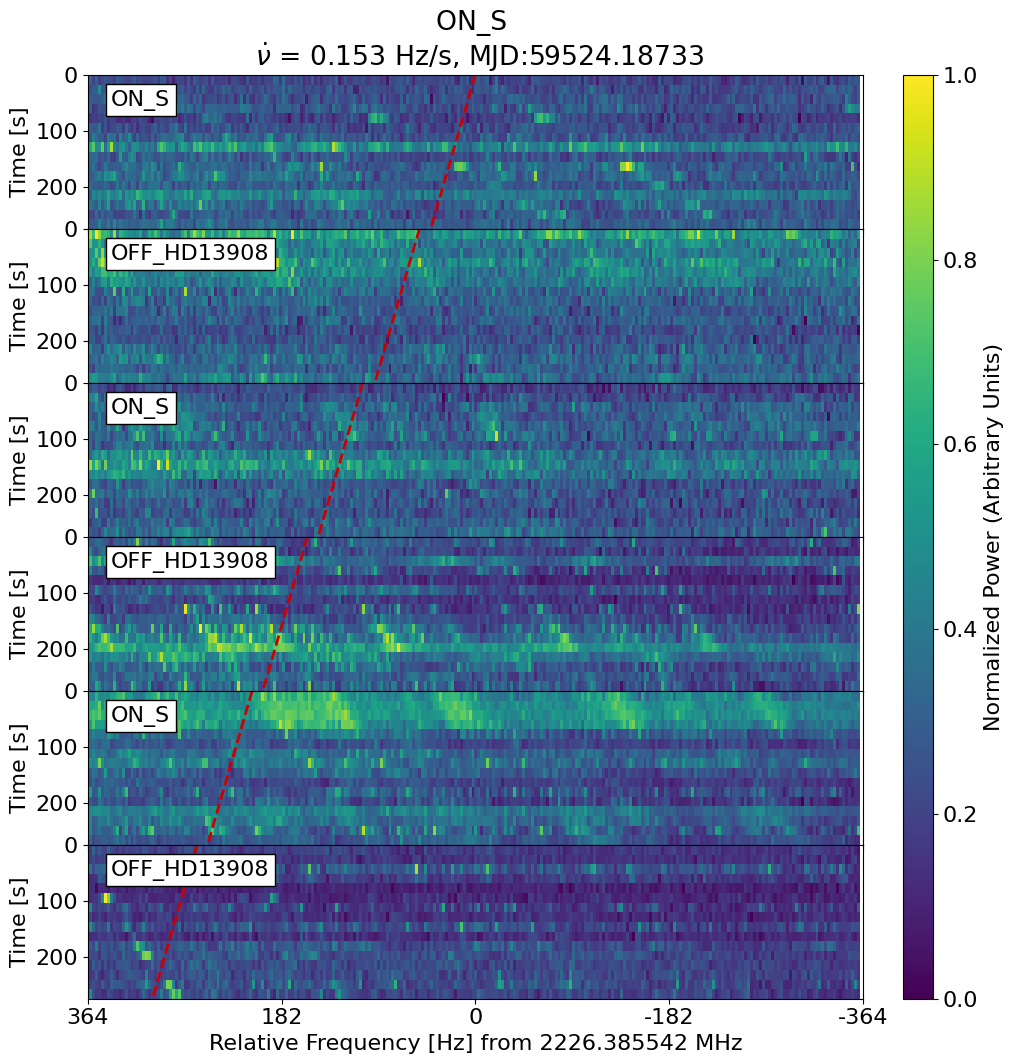 ON_S
ν̇ = 0.153 Hz/s, MJD:59524.18733
0
ON_S
100
200
Time [s]
0
OFF_HD13908
100
200
Time [s]
0
ON_S
100
200
Time [s]
0
OFF_HD13908
100
200
Time [s]
0
ON_S
100
200
Time [s]
0
OFF_HD13908
100
200
Time [s]
364 182 0 -182 -364
Relative Frequency [Hz] from 2226.385542 MHz
1.0
0.8
0.6
0.4
0.2
0.0
Normalized Power (Arbitrary Units)